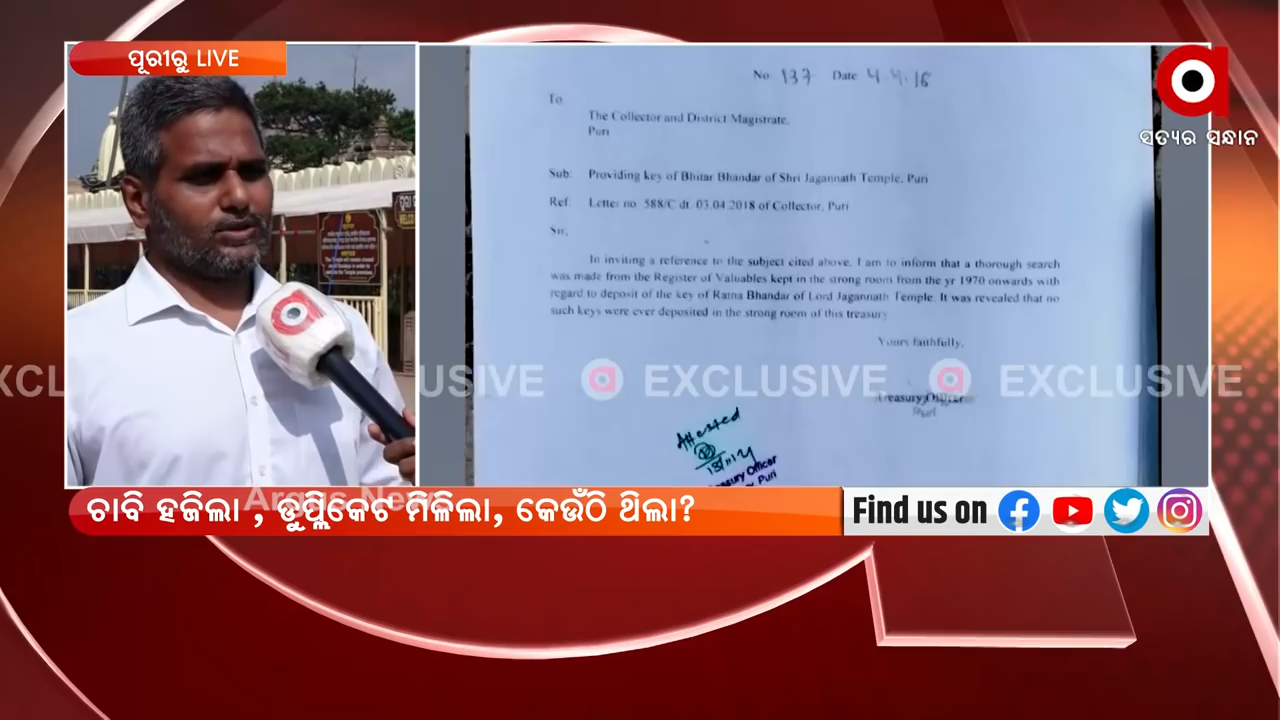 ପୂରୀରୁ LIVE
ସତ୍ୟର ସନ୍ଧାନ
No. 137 Date 4.4.18
To
The Collector and District Magistrate,
Puri
Sub: Providing key of Bhitar Bhandar of Shri Jagannath Temple, Puri
Ref: Letter no. 588/C dt. 03.04.2018 of Collector, Puri
Sir,
In inviting a reference to the subject cited above, I am to inform that a thorough search
was made from the Register of Valuables kept in the strong room from the yr 1970 onwards with
regard to deposit of the key of Ratna Bhandar of Lord Jagannath Temple. It was revealed that no
such keys were ever deposited in the strong room of this treasury
Yours faithfully,
Treasury Officer
Puri
Attested
Treasury Officer
Puri
EXCLUSIVE EXCLUSIVE EXCLUSIVE
Argus News
ଚାବି ହଜିଲା , ଡୁପ୍ଲିକେଟ ମିଳିଲା, କେଉଁଠି ଥିଲା?
Find us on